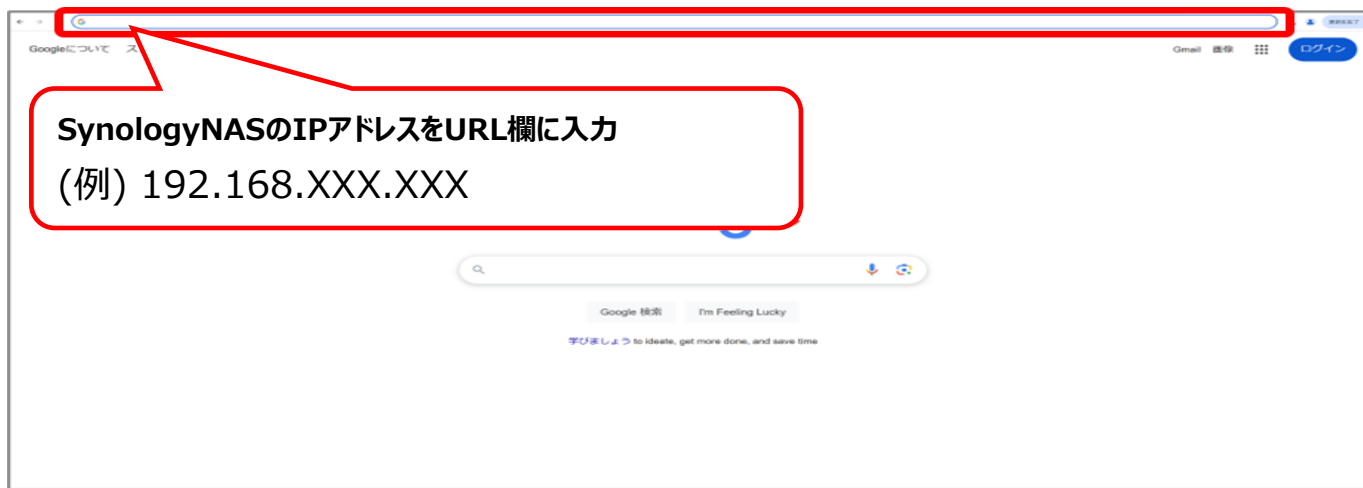 Googleについて ス
Gmail 画像 ログイン
SynologyNASのIPアドレスをURL欄に入力
(例) 192.168.XXX.XXX
Google 検索 I'm Feeling Lucky
学びましょう to ideate, get more done, and save time